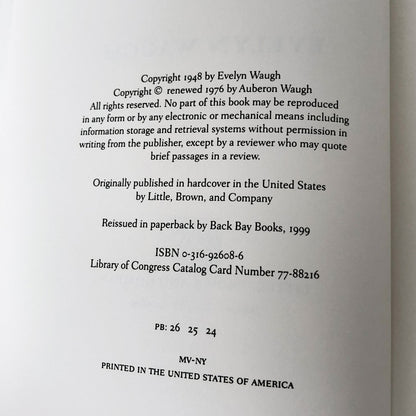 Copyright 1948 by Evelyn Waugh
Copyright © renewed 1976 by Auberon Waugh
All rights reserved. No part of this book may be reproduced
in any form or by any electronic or mechanical means including
information storage and retrieval systems without permission in
writing from the publisher, except by a reviewer who may quote
brief passages in a review.
Originally published in hardcover in the United States
by Little, Brown, and Company
Reissued in paperback by Back Bay Books, 1999
ISBN 0-316-92608-6
Library of Congress Catalog Card Number 77-88216
PB: 26 25 24
MV-NY
PRINTED IN THE UNITED STATES OF AMERICA